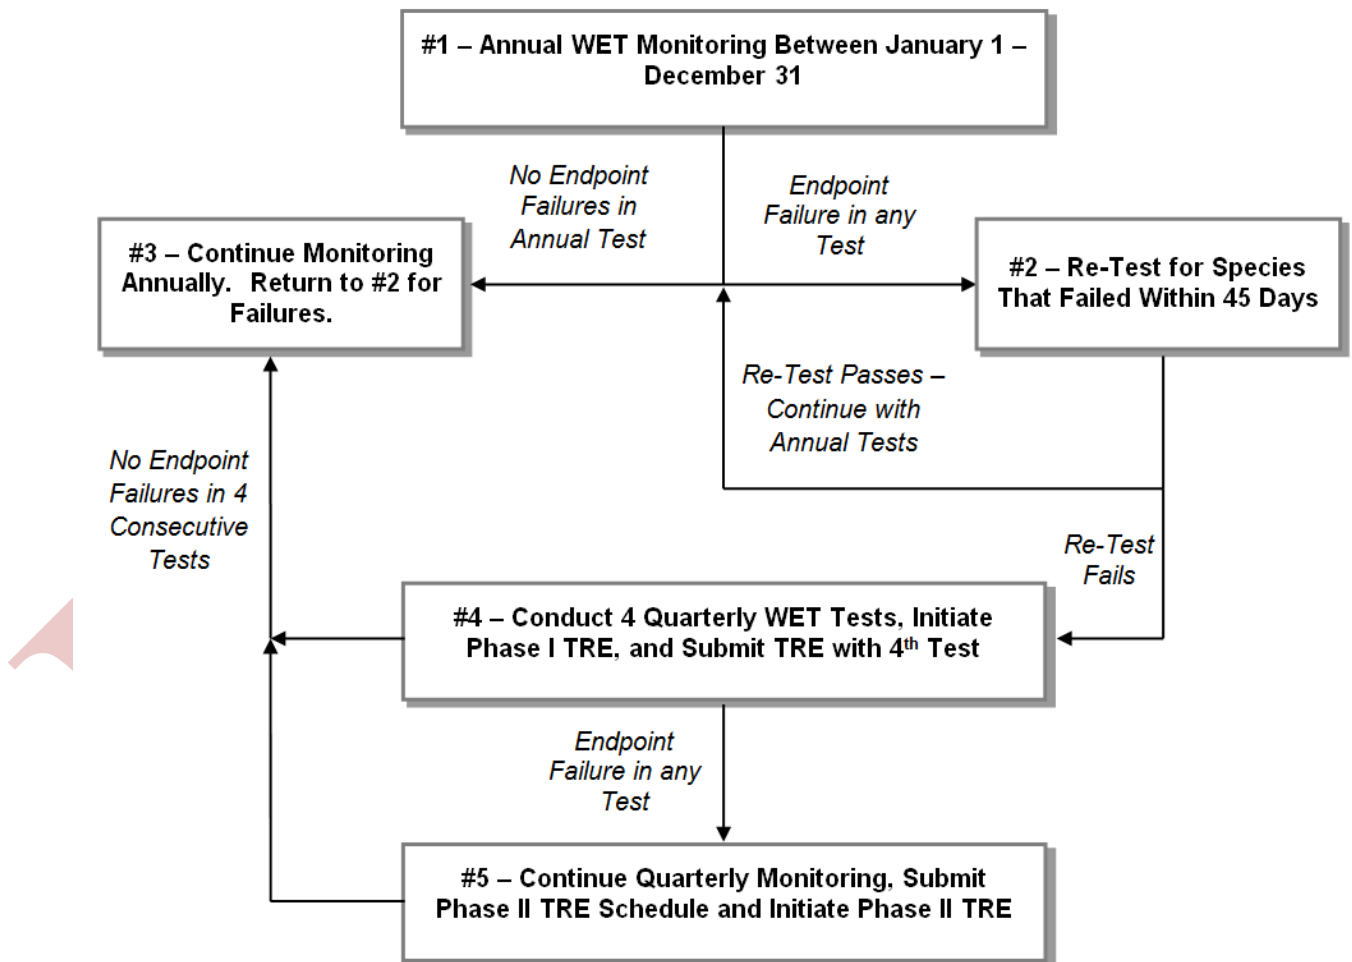 #1 – Annual WET Monitoring Between January 1 –
December 31
No Endpoint
Failures in
Annual Test
Endpoint
Failure in any
Test
#3 – Continue Monitoring
Annually.  Return to #2 for
Failures.
#2 – Re-Test for Species
That Failed Within 45 Days
Re-Test Passes –
Continue with
Annual Tests
No Endpoint
Failures in 4
Consecutive
Tests
Re-Test
Fails
#4 – Conduct 4 Quarterly WET Tests, Initiate
Phase I TRE, and Submit TRE with 4th Test
Endpoint
Failure in any
Test
#5 – Continue Quarterly Monitoring, Submit
Phase II TRE Schedule and Initiate Phase II TRE